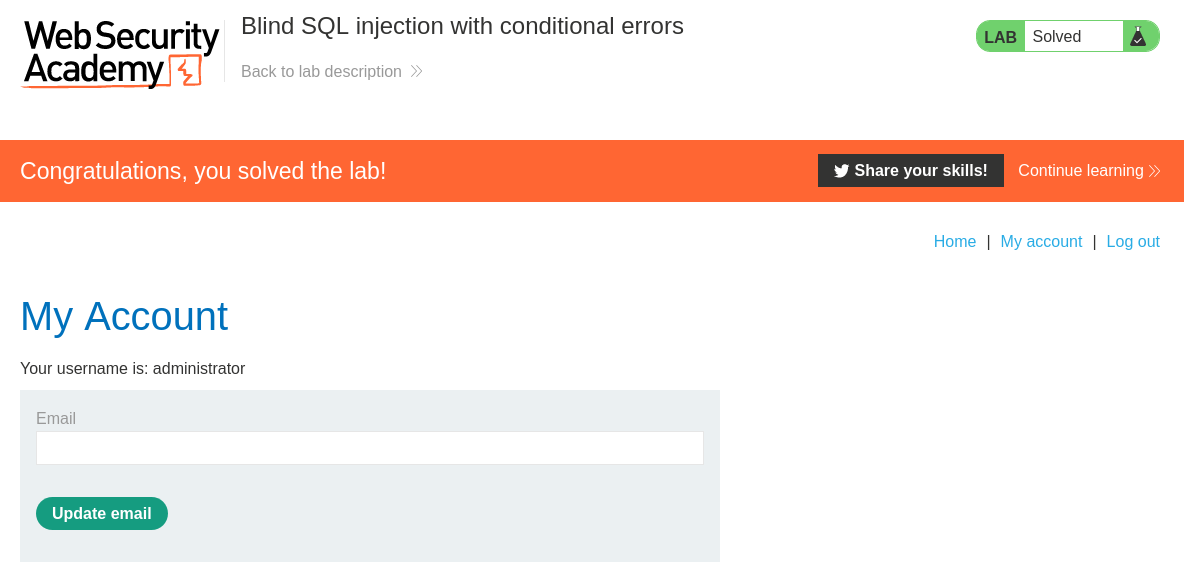 Web Security
Academy
Blind SQL injection with conditional errors
Back to lab description
LAB Solved
Congratulations, you solved the lab!
Share your skills!
Continue learning
Home | My account | Log out
My Account
Your username is: administrator
Email
Update email